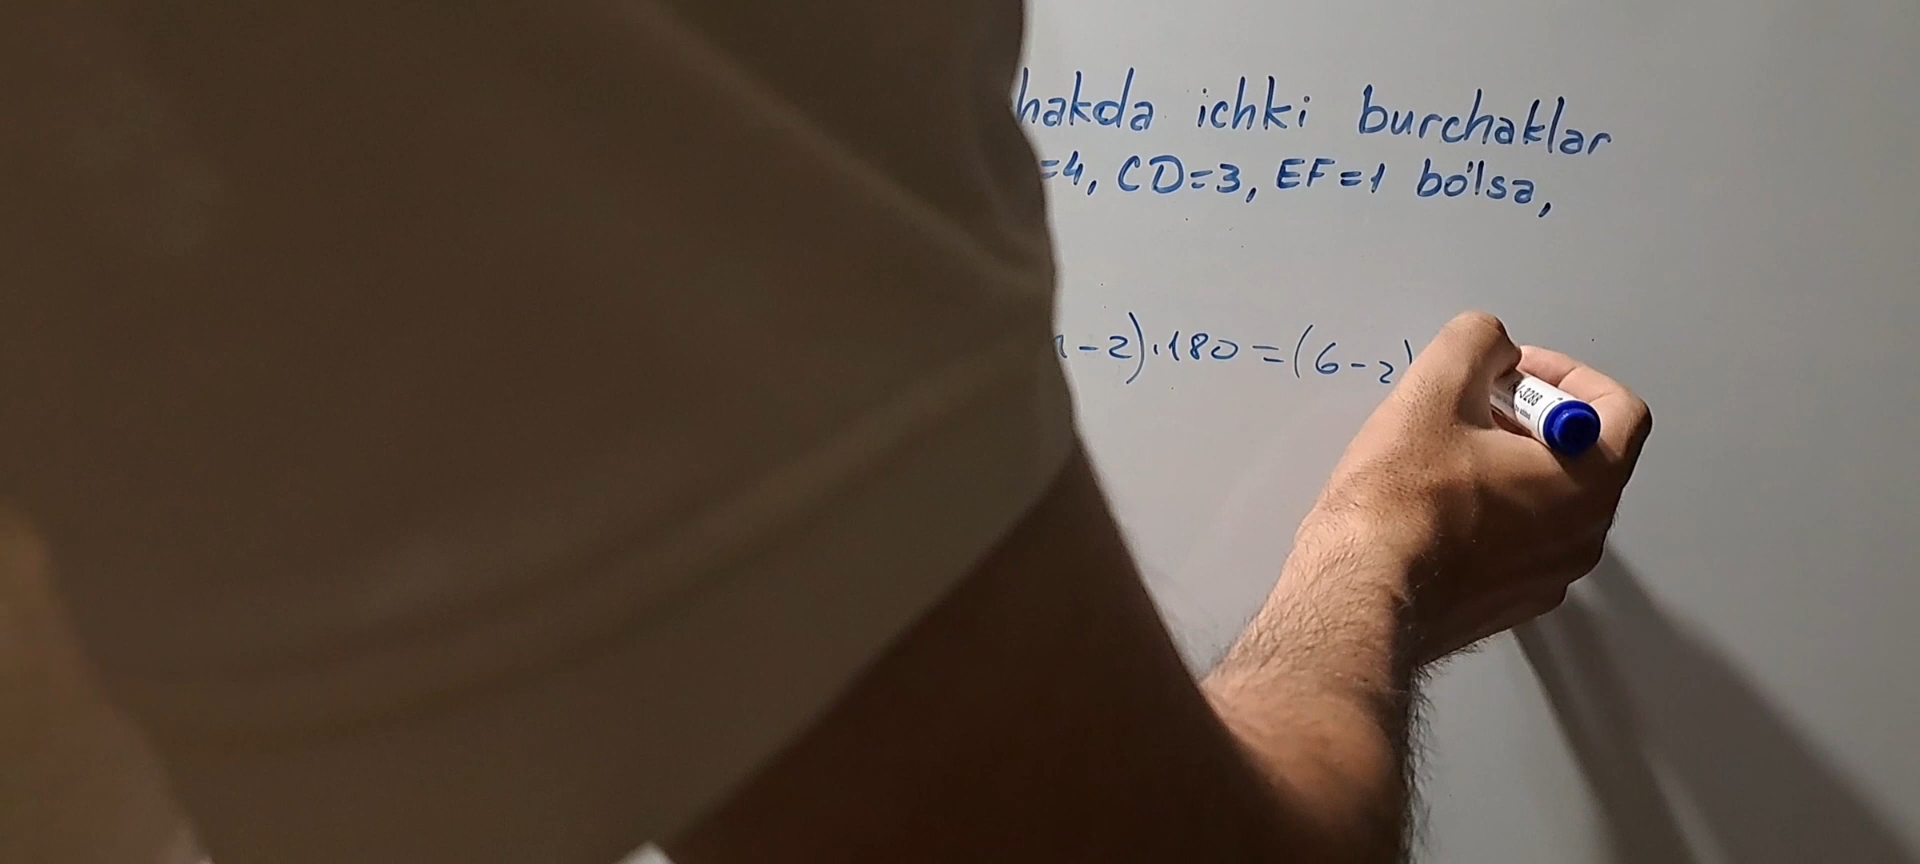 hakda ichki burchaklar
=4, CD=3, EF=1 bo'lsa,
-2)·180=(6-2)